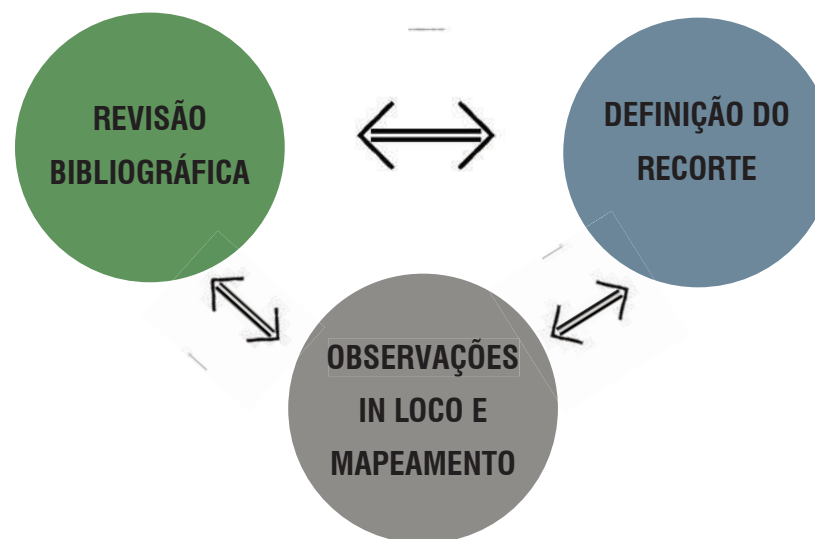 REVISÃO
BIBLIOGRÁFICA
DEFINIÇÃO DO
RECORTE
OBSERVAÇÕES
IN LOCO E
MAPEAMENTO